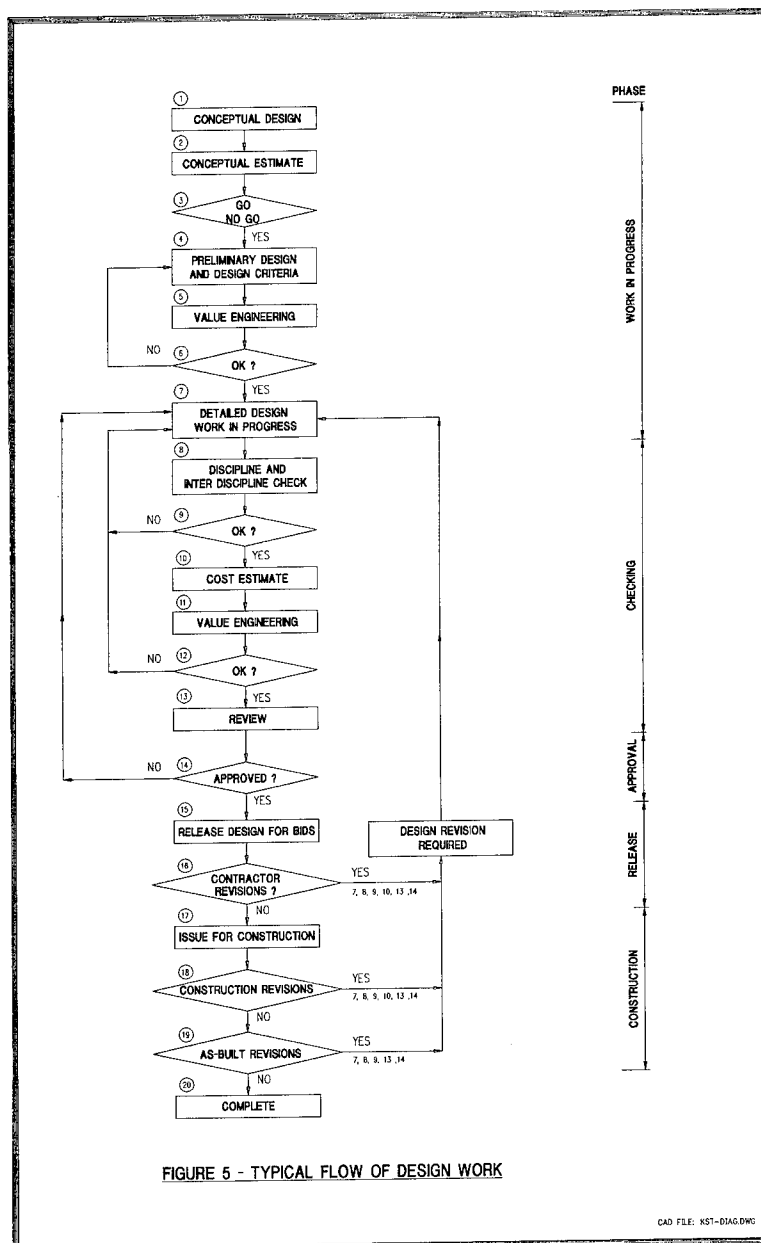 PHASE
1
CONCEPTUAL DESIGN
2
CONCEPTUAL ESTIMATE
3
GO
NO GO
YES
4
PRELIMINARY DESIGN
AND DESIGN CRITERIA
5
VALUE ENGINEERING
WORK IN PROGRESS
6
NO
OK ?
YES
7
DETAILED DESIGN
WORK IN PROGRESS
8
DISCIPLINE AND
INTER DISCIPLINE CHECK
9
NO
OK ?
YES
10
COST ESTIMATE
CHECKING
11
VALUE ENGINEERING
12
NO
OK ?
YES
13
REVIEW
14
NO
APPROVED ?
APPROVAL
YES
15
RELEASE DESIGN FOR BIDS
DESIGN REVISION
REQUIRED
RELEASE
16
CONTRACTOR
REVISIONS ?
YES
7, 8, 9, 10, 13 ,14
NO
17
ISSUE FOR CONSTRUCTION
18
CONSTRUCTION REVISIONS
YES
7, 8, 9, 10, 13 ,14
CONSTRUCTION
NO
19
AS-BUILT REVISIONS
YES
7, 8, 9, 13 ,14
NO
20
COMPLETE
FIGURE 5 - TYPICAL FLOW OF DESIGN WORK
CAD FILE: KST-DIAG.DWG